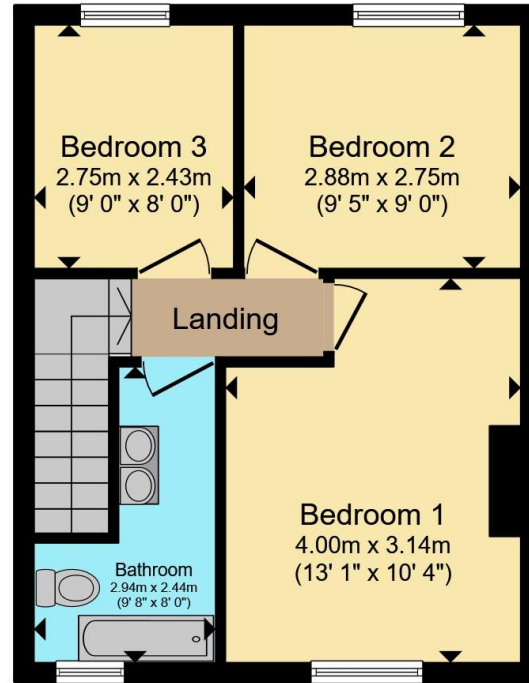 Bedroom 3
2.75m x 2.43m
(9' 0" x 8' 0")
Bedroom 2
2.88m x 2.75m
(9' 5" x 9' 0")
Landing
Bedroom 1
4.00m x 3.14m
(13' 1" x 10' 4")
Bathroom
2.94m x 2.44m
(9' 8" x 8' 0")